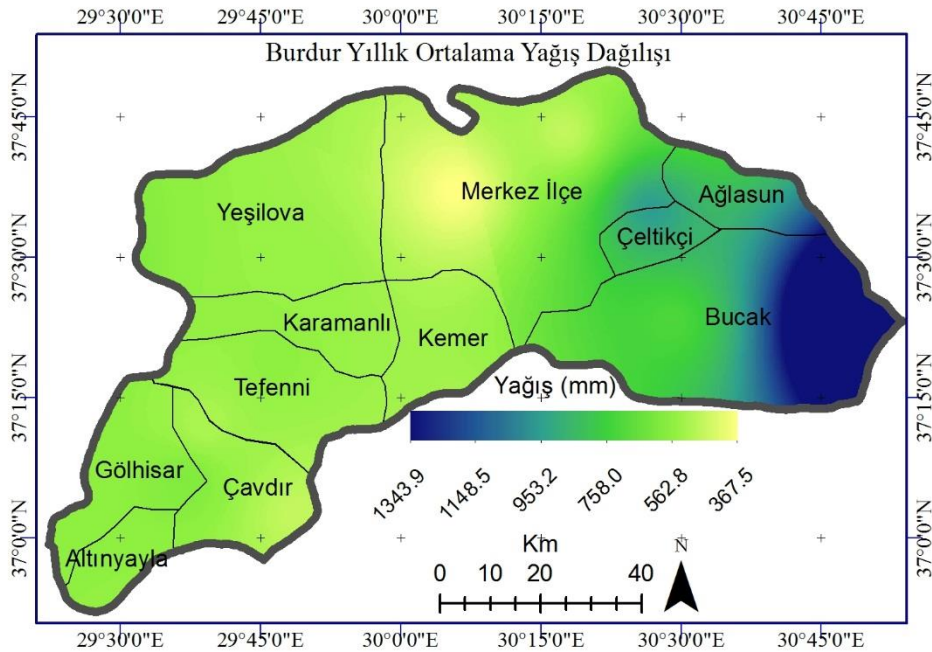 29°30'0"E 29°45'0"E 30°0'0"E 30°15'0"E 30°30'0"E 30°45'0"E
Burdur Yıllık Ortalama Yağış Dağılışı
37°45'0"N 37°45'0"N
Merkez İlçe
Ağlasun
Yeşilova
Çeltikçi
37°30'0"N 37°30'0"N
Bucak
Karamanlı
Kemer
Tefenni
Yağış (mm)
37°15'0"N 37°15'0"N
1343.9 1148.5 953.2 758.0 562.8 367.5
Gölhisar
Çavdır
37°0'0"N 37°0'0"N
Km
N
Altınyayla
0 10 20 40
29°30'0"E 29°45'0"E 30°0'0"E 30°15'0"E 30°30'0"E 30°45'0"E